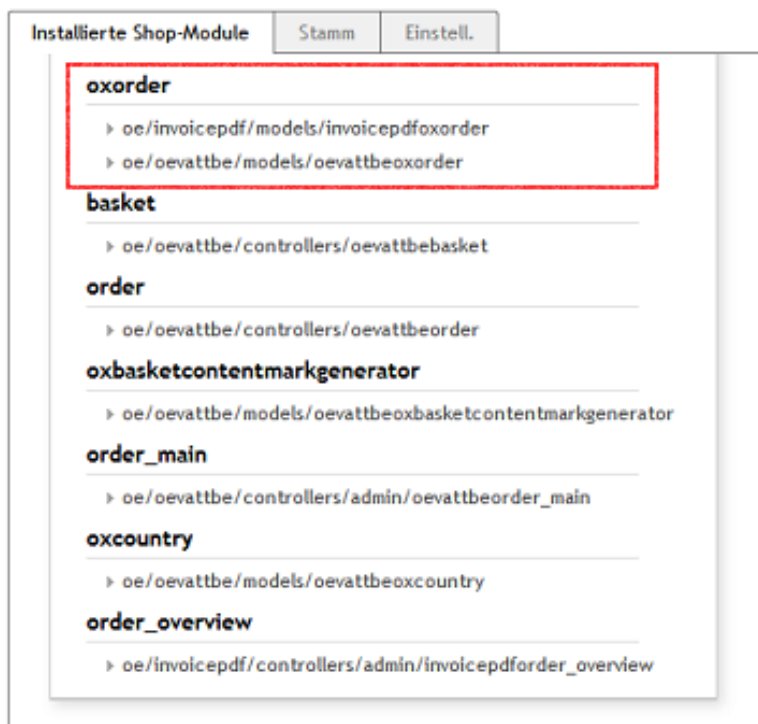 Installierte Shop-Module Stamm Einstell.
oxorder
oe/invoicepdf/models/invoicepdfoxorder
oe/oevattbe/models/oevattbeoxorder
basket
oe/oevattbe/controllers/oevattbebasket
order
oe/oevattbe/controllers/oevattbeorder
oxbasketcontentmarkgenerator
oe/oevattbe/models/oevattbeoxbasketcontentmarkgenerator
order_main
oe/oevattbe/controllers/admin/oevattbeorder_main
oxcountry
oe/oevattbe/models/oevattbeoxcountry
order_overview
oe/invoicepdf/controllers/admin/invoicepdforder_overview